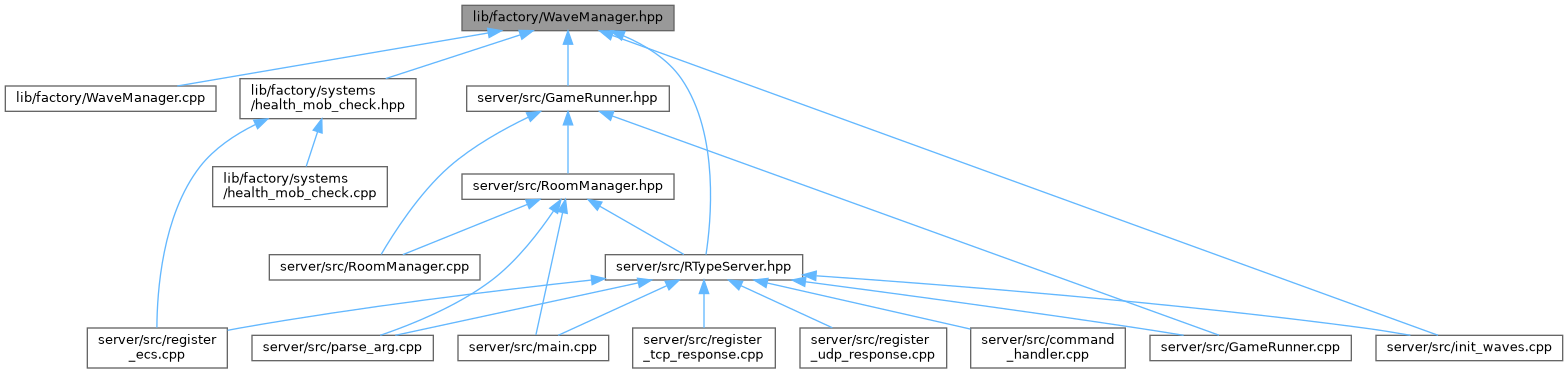 lib/factory/WaveManager.hpp
lib/factory/WaveManager.cpp
lib/factory/systems
/health_mob_check.hpp
server/src/GameRunner.hpp
lib/factory/systems
/health_mob_check.cpp
server/src/RoomManager.hpp
server/src/RoomManager.cpp
server/src/RTypeServer.hpp
server/src/register
_ecs.cpp
server/src/parse_arg.cpp
server/src/main.cpp
server/src/register
_tcp_response.cpp
server/src/register
_udp_response.cpp
server/src/command
_handler.cpp
server/src/GameRunner.cpp
server/src/init_waves.cpp